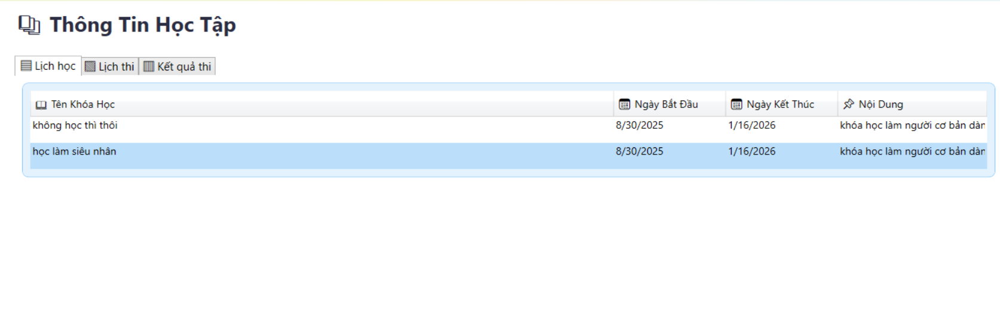 Thông Tin Học Tập
Lịch học Lịch thi Kết quả thi
Tên Khóa Học Ngày Bắt Đầu Ngày Kết Thúc Nội Dung
không học thì thôi 8/30/2025 1/16/2026 khóa học làm người cơ bản dàn
học làm siêu nhân 8/30/2025 1/16/2026 khóa học làm người cơ bản dàn